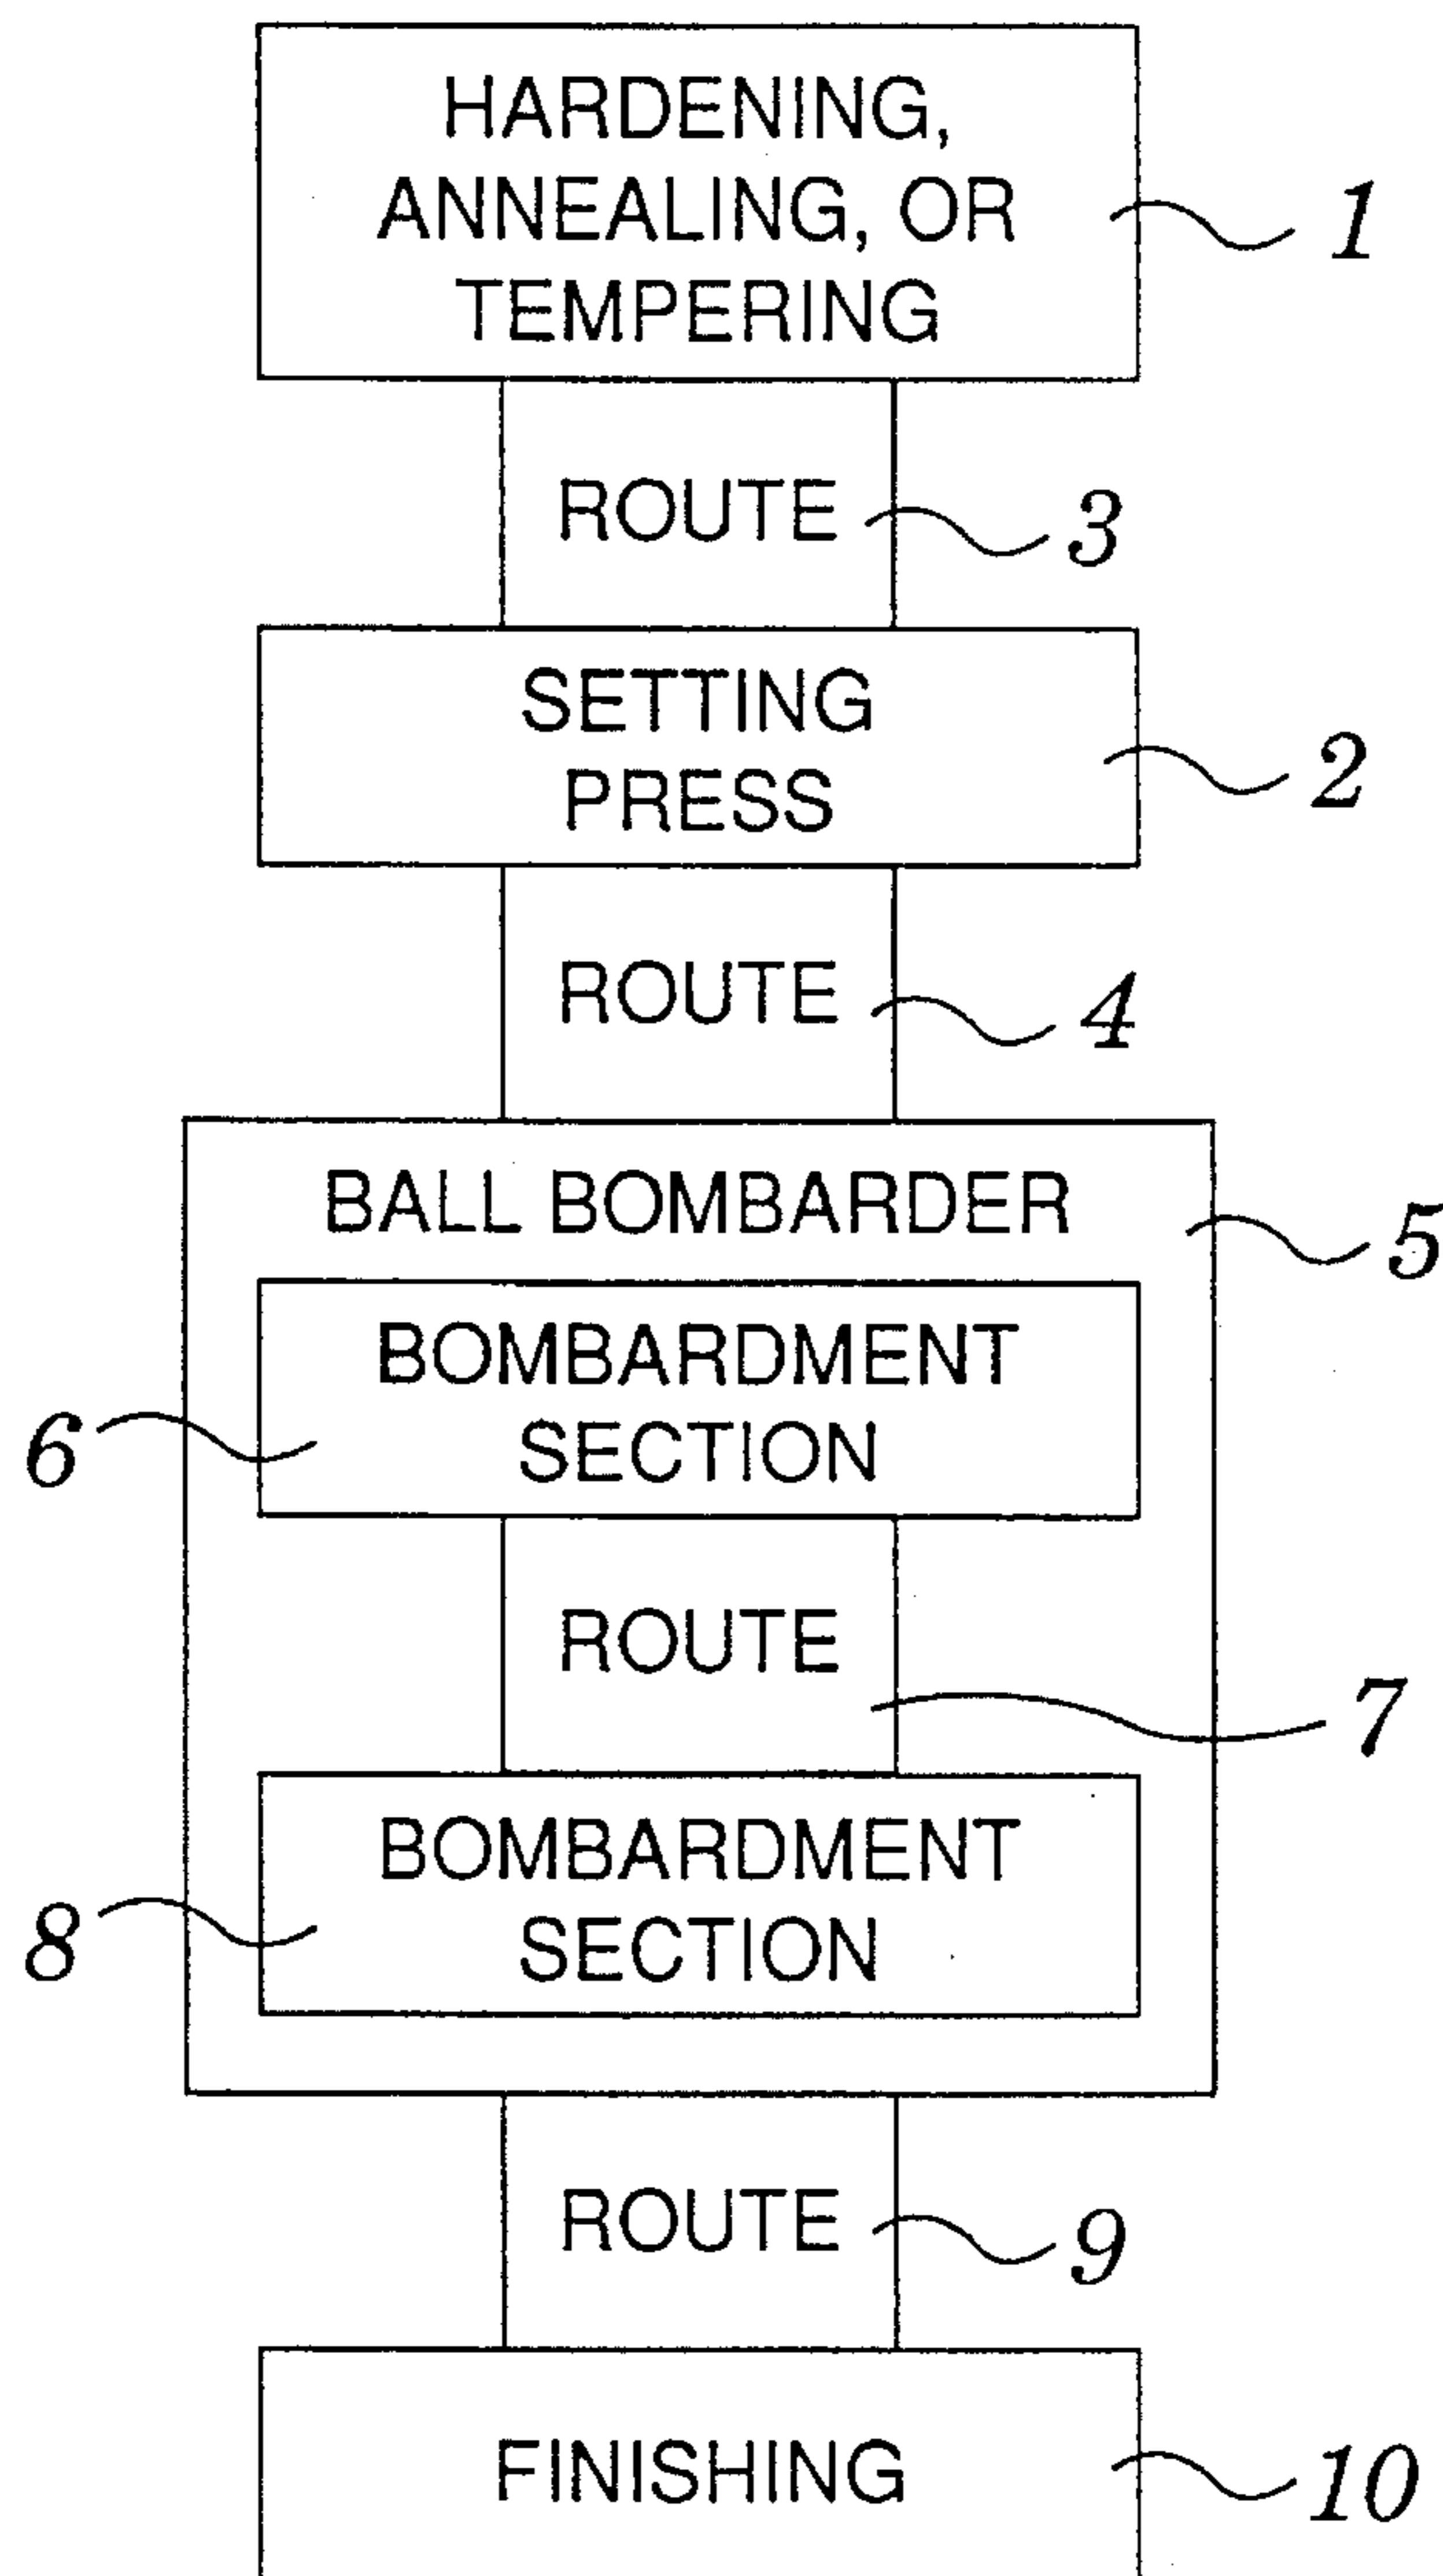 HARDENING,
ANNEALING, OR
TEMPERING
1
ROUTE
3
SETTING
PRESS
2
ROUTE
4
BALL BOMBARDER
5
BOMBARDMENT
SECTION
6
ROUTE
7
BOMBARDMENT
SECTION
8
ROUTE
9
FINISHING
10